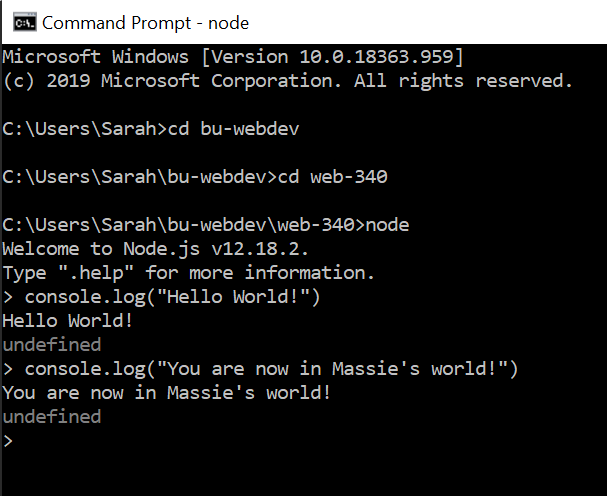 Command Prompt - node
Microsoft Windows [Version 10.0.18363.959]
(c) 2019 Microsoft Corporation. All rights reserved.
C:\Users\Sarah>cd bu-webdev
C:\Users\Sarah\bu-webdev>cd web-340
C:\Users\Sarah\bu-webdev\web-340>node
Welcome to Node.js v12.18.2.
Type ".help" for more information.
> console.log("Hello World!")
Hello World!
undefined
> console.log("You are now in Massie's world!")
You are now in Massie's world!
undefined
>